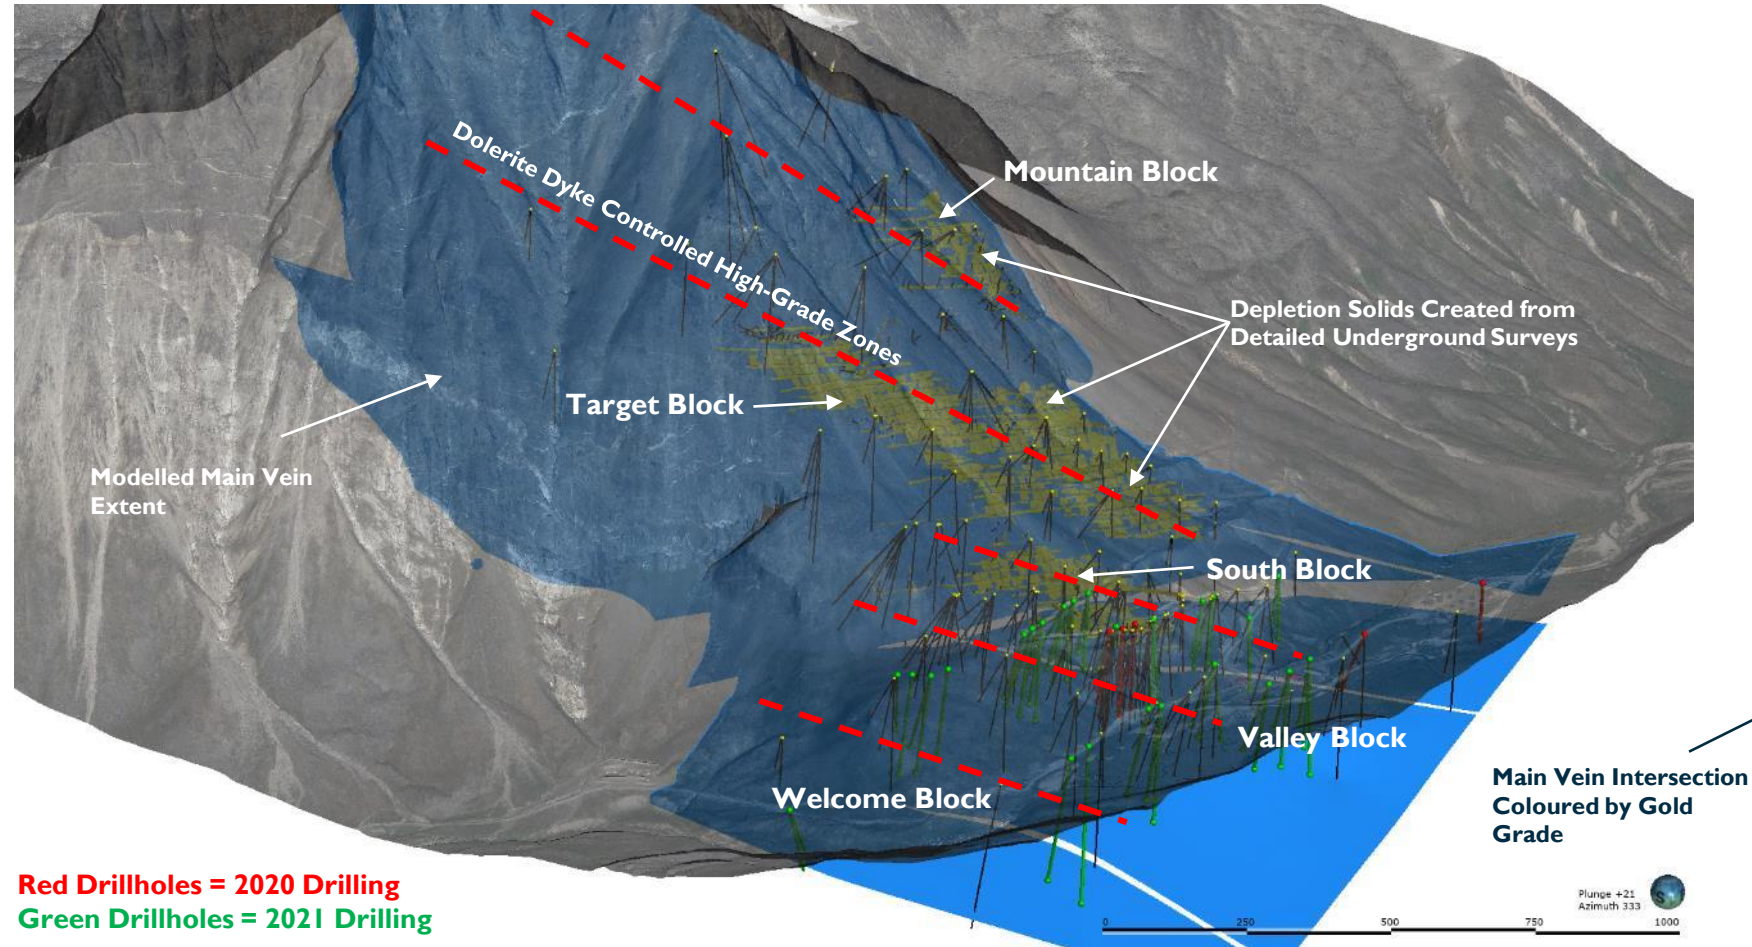 Dolerite Dyke Controlled High-Grade Zones
Mountain Block
Depletion Solids Created from
Detailed Underground Surveys
Target Block
Modelled Main Vein
Extent
South Block
Valley Block
Welcome Block
Main Vein Intersection
Coloured by Gold
Grade
Red Drillholes = 2020 Drilling
Green Drillholes = 2021 Drilling
Plunge +21
Azimuth 333
S
0 250 500 750 1000